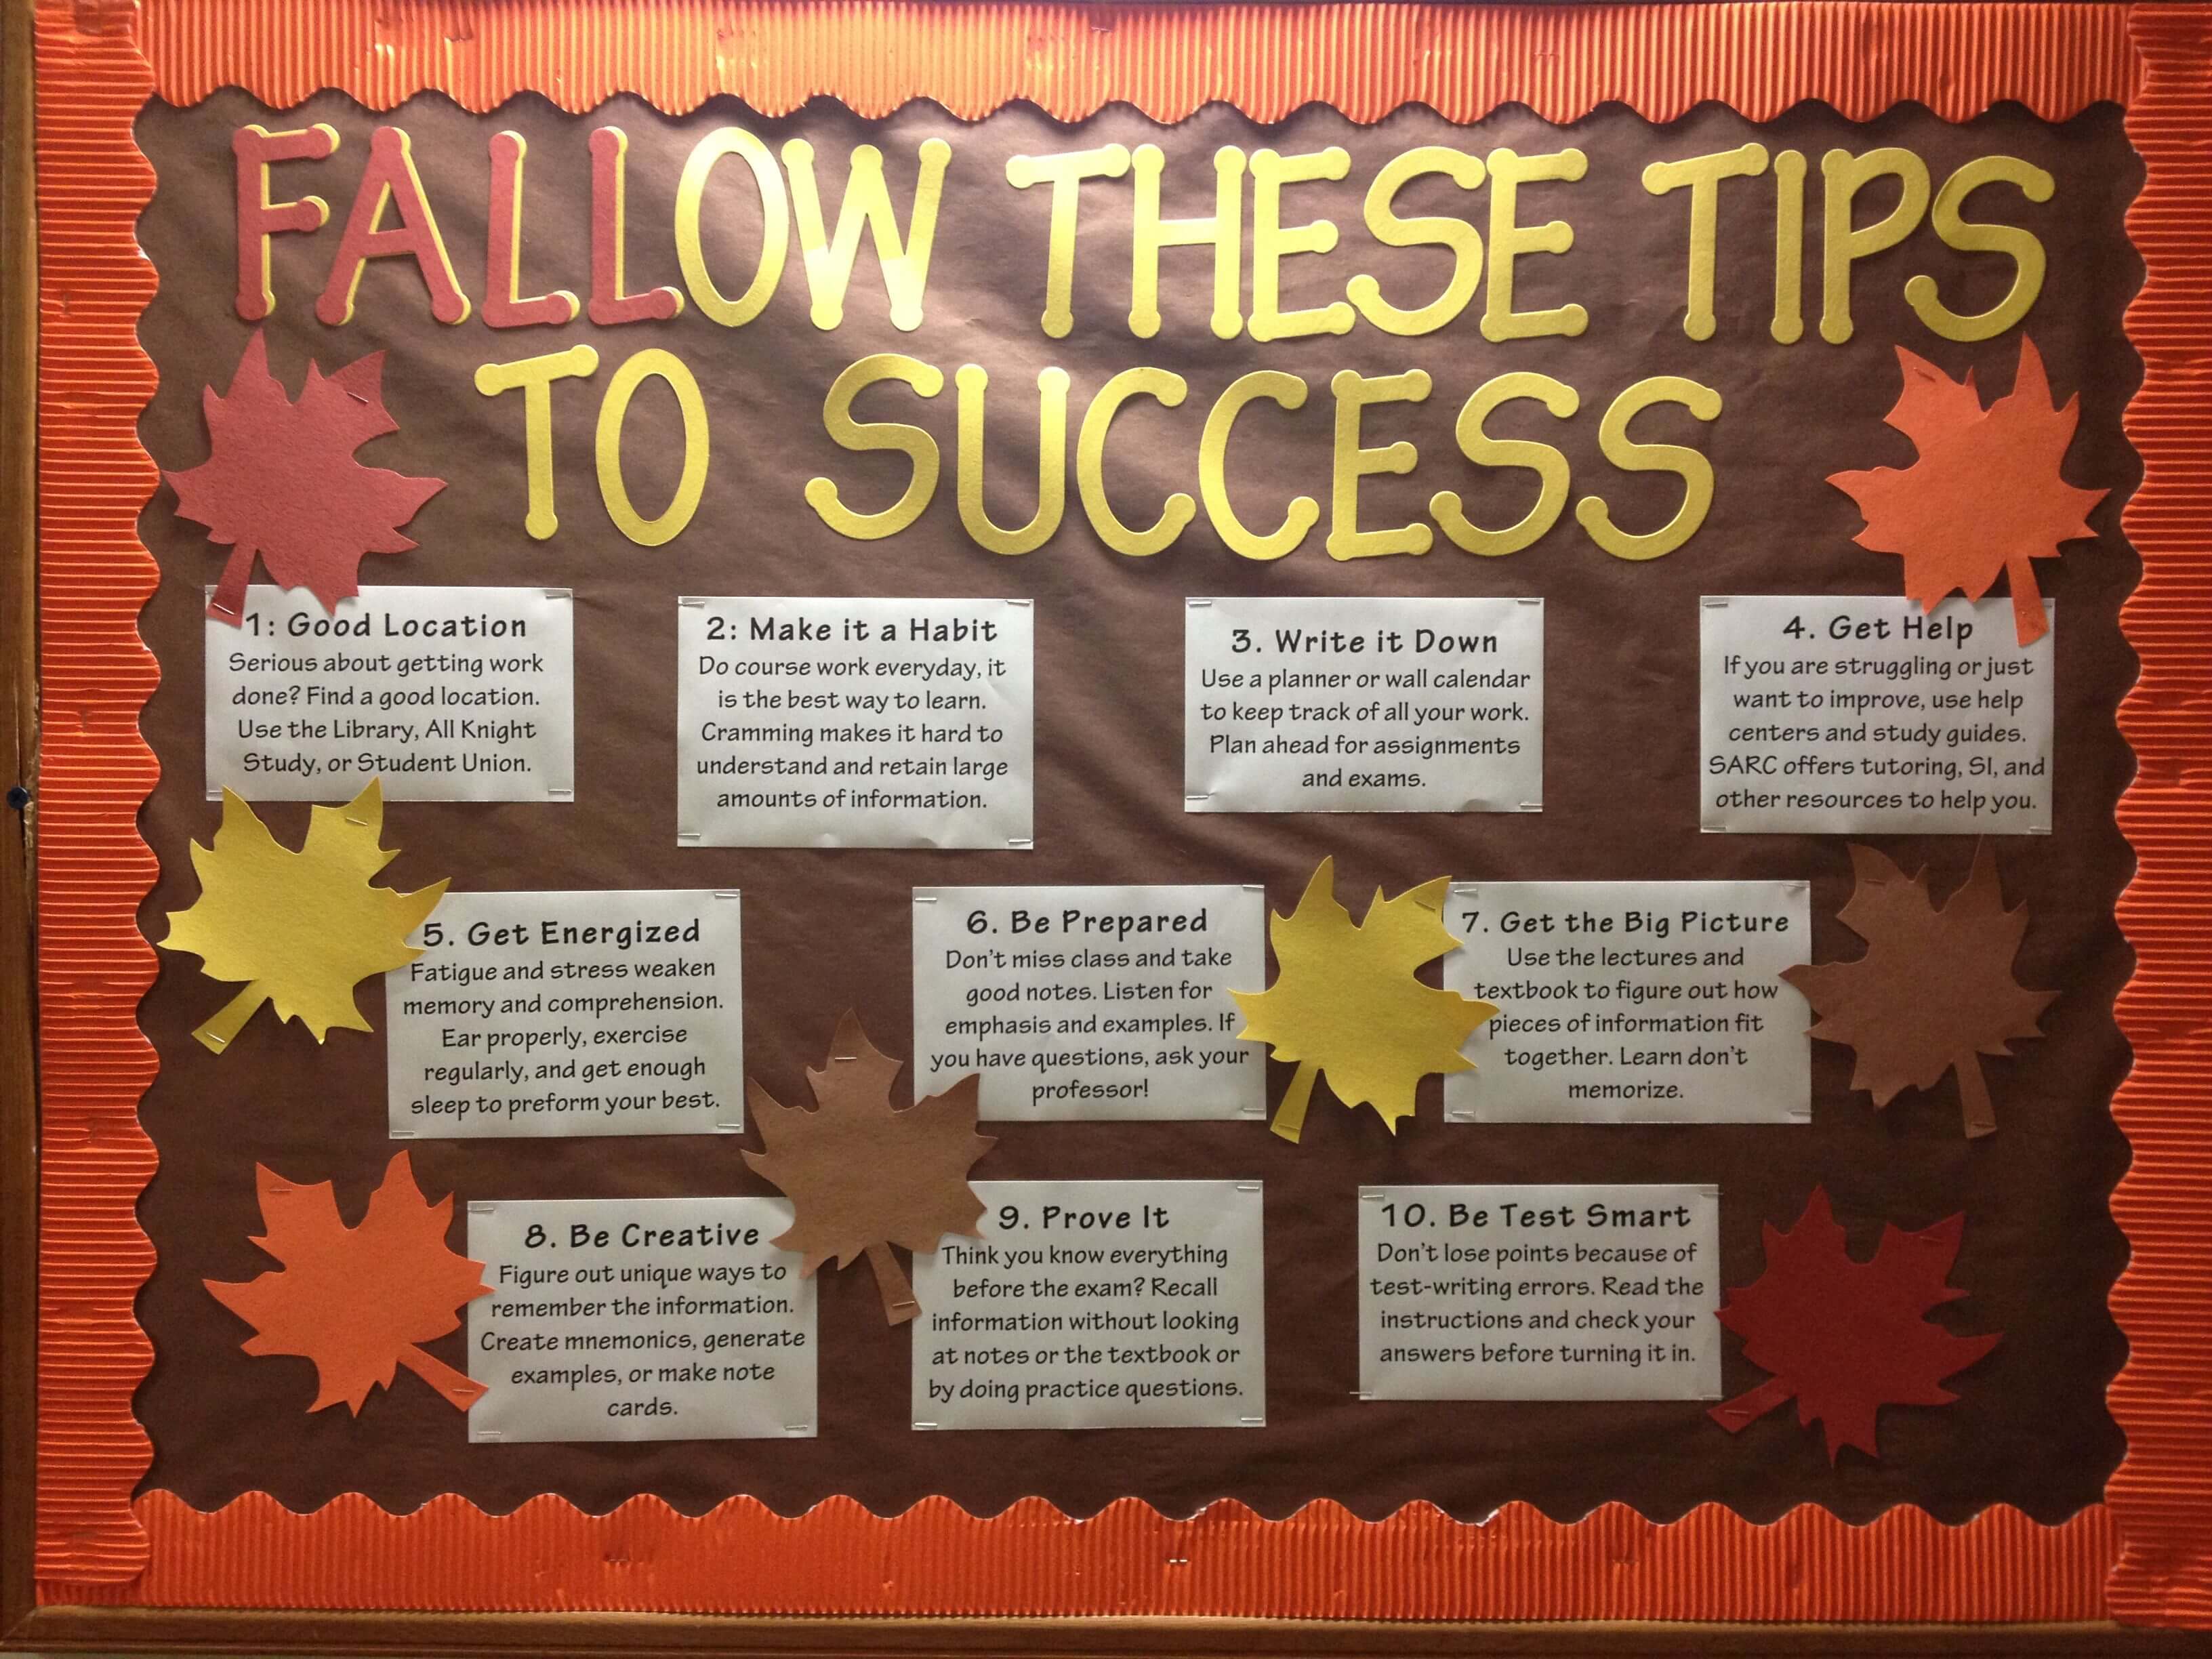 FALLOW THESE TIPS
TO SUCCESS
1: Good Location
Serious about getting work
done? Find a good location.
Use the Library, All Knight
Study, or Student Union.
2: Make it a Habit
Do course work everyday, it
is the best way to learn.
Cramming makes it hard to
understand and retain large
amounts of information.
3. Write it Down
Use a planner or wall calendar
to keep track of all your work.
Plan ahead for assignments
and exams.
4. Get Help
If you are struggling or just
want to improve, use help
centers and study guides.
SARC offers tutoring, SI, and
other resources to help you.
5. Get Energized
Fatigue and stress weaken
memory and comprehension.
Ear properly, exercise
regularly, and get enough
sleep to preform your best.
6. Be Prepared
Don't miss class and take
good notes. Listen for
emphasis and examples. If
you have questions, ask your
professor!
7. Get the Big Picture
Use the lectures and
textbook to figure out how
pieces of information fit
together. Learn don't
memorize.
8. Be Creative
Figure out unique ways to
remember the information.
Create mnemonics, generate
examples, or make note
cards.
9. Prove It
Think you know everything
before the exam? Recall
information without looking
at notes or the textbook or
by doing practice questions.
10. Be Test Smart
Don't lose points because of
test-writing errors. Read the
instructions and check your
answers before turning it in.